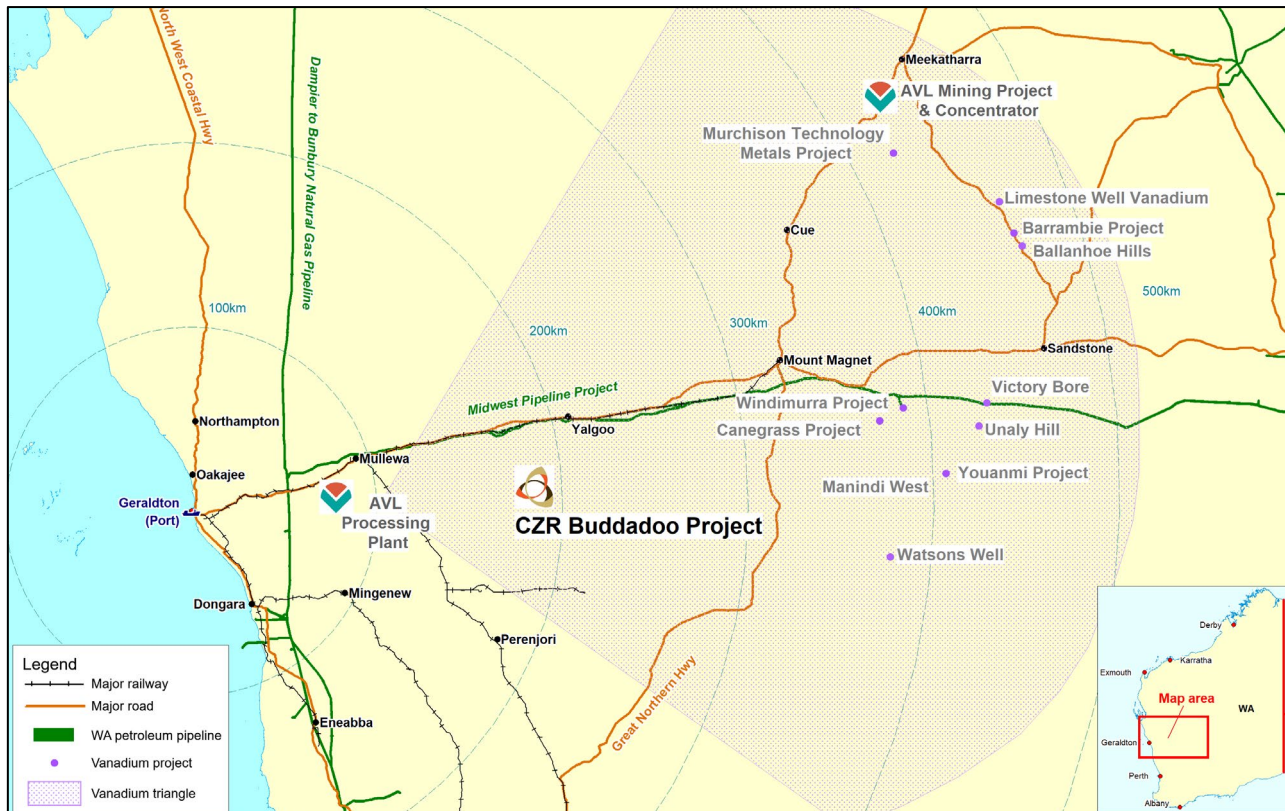 North West Coastal Hwy
Dampier to Bunbury Natural Gas Pipeline
Meekatharra
AVL Mining Project
& Concentrator
Murchison Technology
Metals Project
Limestone Well Vanadium
Barrambie Project
Ballanhoe Hills
Cue
100km
200km
300km
400km
500km
Sandstone
Mount Magnet
Midwest Pipeline Project
Yalgoo
Windimurra Project
Victory Bore
Canegrass Project
Unaly Hill
Northampton
Mullewa
Oakajee
Geraldton
(Port)
AVL
Processing
Plant
CZR Buddadoo Project
Manindi West
Youanmi Project
Watsons Well
Dongara
Mingenew
Perenjori
Great Northern Hwy
Eneabba
Legend
Major railway
Major road
WA petroleum pipeline
Vanadium project
Vanadium triangle
Derby
Karratha
Exmouth
Map area
WA
Geraldton
Perth
Albany